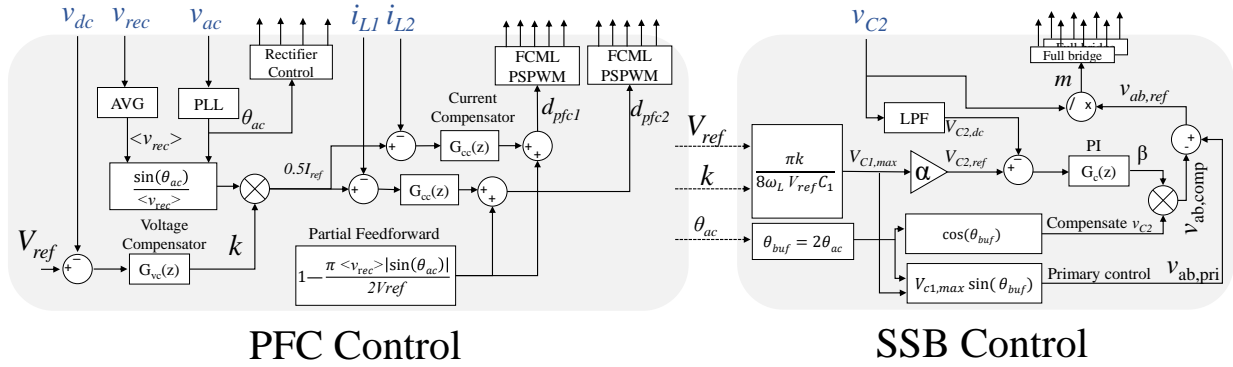 v_dc v_rec v_ac i_L1 i_L2
Rectifier
Control
FCML
PSPWM
FCML
PSPWM
AVG
PLL
θ_ac
<v_rec>
Current
Compensator
d_pfc1
d_pfc2
G_cc(z)
+ −
+ +
sin(θ_ac)
<v_rec>
0.5I_ref
+ −
G_cc(z)
+ +
Voltage
Compensator
k
V_ref
+ −
G_vc(z)
Partial Feedforward
1− π <v_rec>|sin(θ_ac)|
2Vref
PFC Control
v_C2
Full bridge
m
/ x
v_ab,ref
LPF
V_C2,dc
V_ref
k
θ_ac
πk
8ω_L V_ref C_1
V_C1,max
α
V_C2,ref
+ −
PI
G_c(z)
β
+
-
v_ab,comp
θ_buf = 2θ_ac
cos(θ_buf)
Compensate v_C2
V_c1,max sin( θ_buf)
Primary control
v_ab,pri
SSB Control